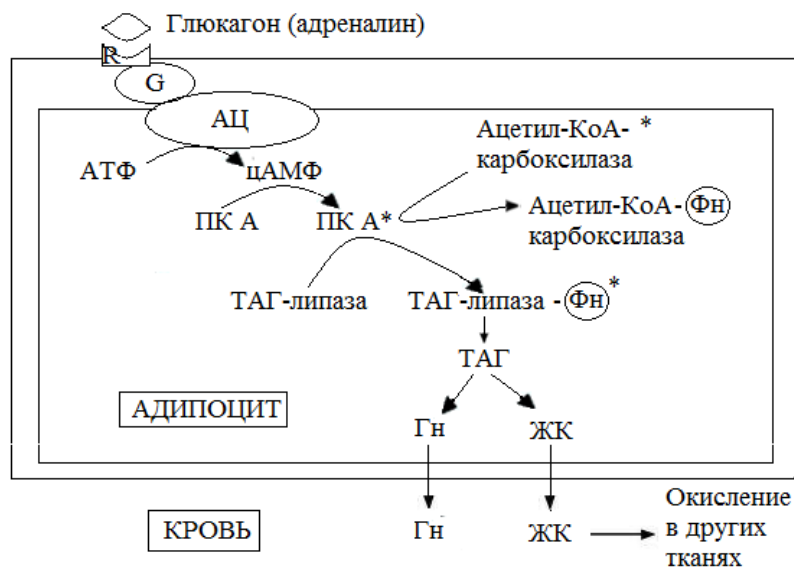 Глюкагон (адреналин)
R
G
АЦ
АТФ
цАМФ
Ацетил-КоА- *
карбоксилаза
ПК А
ПК А*
Ацетил-КоА- Фн
карбоксилаза
ТАГ-липаза
ТАГ-липаза - Фн *
ТАГ
АДИПОЦИТ
Гн
ЖК
КРОВЬ
Гн
ЖК
Окисление
в других
тканях